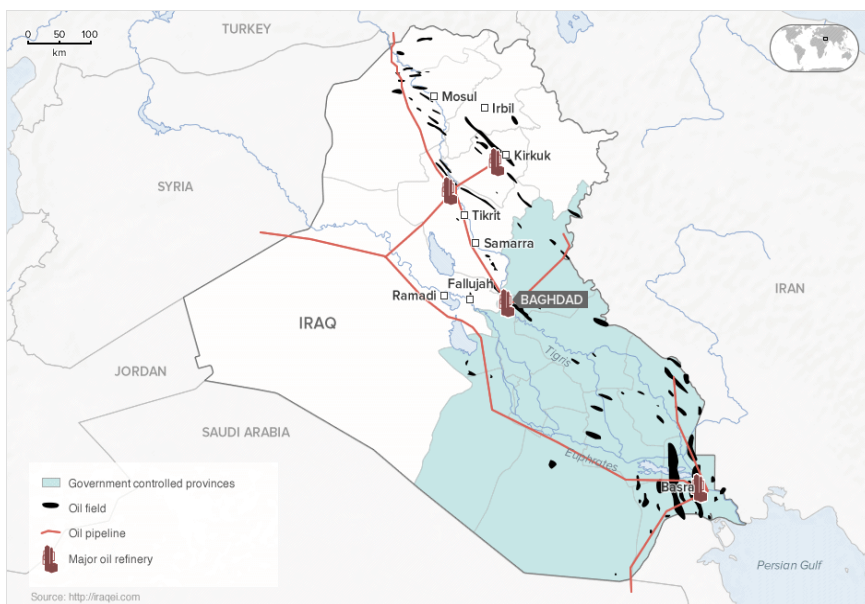 TURKEY
0 50 100
km
Mosul
Irbil
Kirkuk
SYRIA
Tikrit
Samarra
Fallujah
Ramadi
BAGHDAD
IRAN
IRAQ
Tigris
JORDAN
SAUDI ARABIA
Euphrates
Basra
Government controlled provinces
Oil field
Oil pipeline
Major oil refinery
Persian Gulf
Source: http://iraqei.com